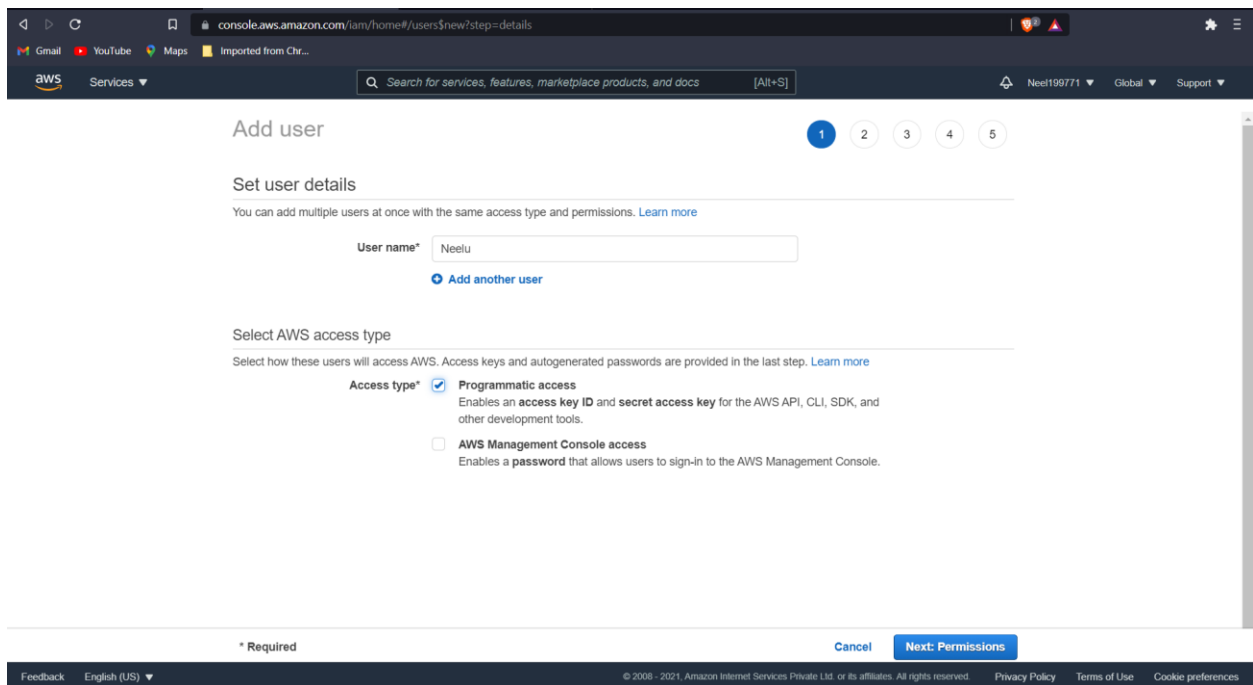 console.aws.amazon.com/iam/home#/users$new?step=details
Gmail YouTube Maps Imported from Chr...
aws Services Search for services, features, marketplace products, and docs [Alt+S] Neel199771 Global Support
Add user 1 2 3 4 5
Set user details
You can add multiple users at once with the same access type and permissions. Learn more
User name* Neelu
Add another user
Select AWS access type
Select how these users will access AWS. Access keys and autogenerated passwords are provided in the last step. Learn more
Access type* Programmatic access
Enables an access key ID and secret access key for the AWS API, CLI, SDK, and
other development tools.
AWS Management Console access
Enables a password that allows users to sign-in to the AWS Management Console.
* Required Cancel Next: Permissions
Feedback English (US) © 2008 - 2021, Amazon Internet Services Private Ltd. or its affiliates. All rights reserved. Privacy Policy Terms of Use Cookie preferences